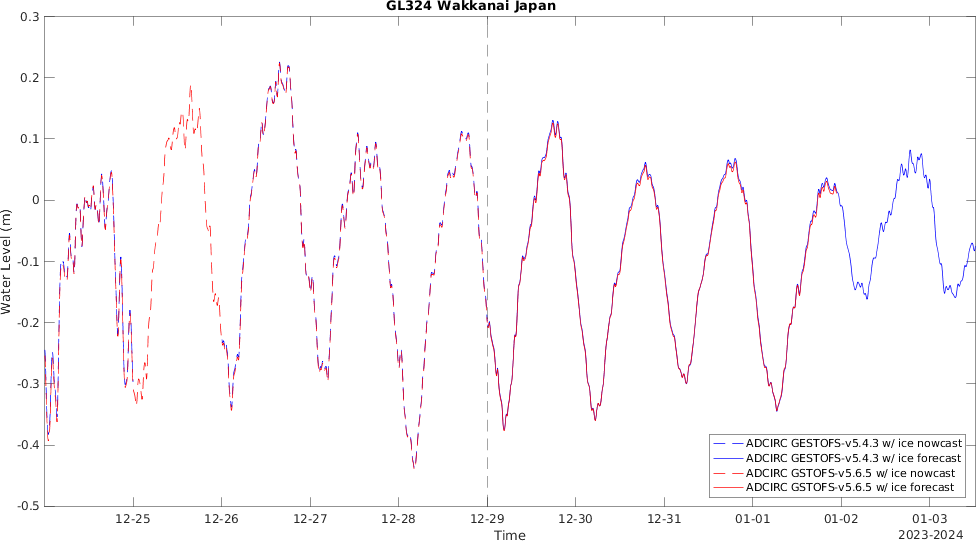 GL324 Wakkanai Japan
0.3
0.2
0.1
0
-0.1
-0.2
-0.3
-0.4
-0.5
Water Level (m)
ADCIRC GESTOFS-v5.4.3 w/ ice nowcast
ADCIRC GESTOFS-v5.4.3 w/ ice forecast
ADCIRC GSTOFS-v5.6.5 w/ ice nowcast
ADCIRC GSTOFS-v5.6.5 w/ ice forecast
12-25 12-26 12-27 12-28 12-29 12-30 12-31 01-01 01-02 01-03
Time
2023-2024